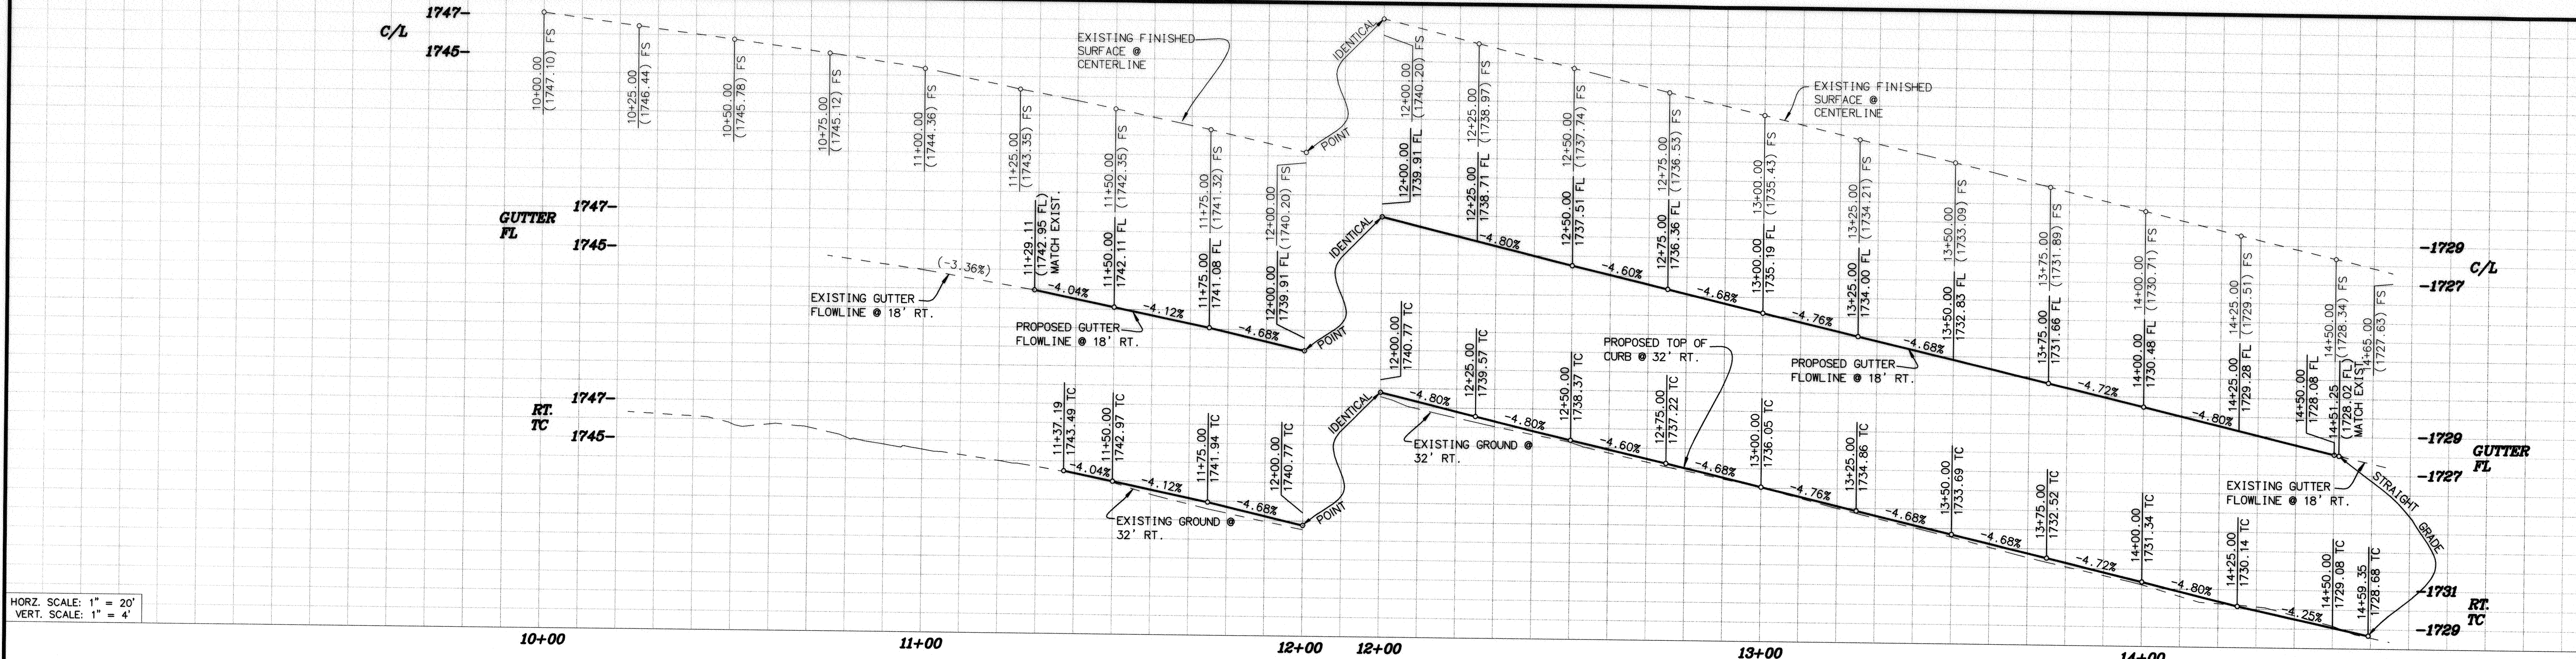 1747-
C/L
1745-
10+00.00
(1747.10) FS
10+25.00
(1746.44) FS
10+50.00
(1745.78) FS
10+75.00
(1745.12) FS
11+00.00
(1744.36) FS
11+25.00
(1743.35) FS
11+50.00
(1742.35) FS
11+75.00
(1741.32) FS
12+00.00
(1740.20) FS
EXISTING FINISHED
SURFACE @
CENTERLINE
IDENTICAL
POINT
12+00.00
(1740.20) FS
12+25.00
(1738.97) FS
12+50.00
(1737.74) FS
12+75.00
(1736.53) FS
13+00.00
(1735.43) FS
13+25.00
(1734.21) FS
13+50.00
(1733.09) FS
13+75.00
(1731.89) FS
14+00.00
(1730.71) FS
14+25.00
(1729.51) FS
14+50.00
(1728.34) FS
14+65.00
(1727.63) FS
EXISTING FINISHED
SURFACE @
CENTERLINE
-1729
C/L
-1727
1747-
GUTTER
FL
1745-
(-3.36%)
EXISTING GUTTER
FLOWLINE @ 18' RT.
11+29.11
(1742.95 FL)
MATCH EXIST.
-4.04%
11+50.00
1742.11 FL
-4.12%
11+75.00
1741.08 FL
-4.68%
12+00.00
1739.91 FL
PROPOSED GUTTER
FLOWLINE @ 18' RT.
IDENTICAL
POINT
12+00.00
1739.91 FL
12+25.00
1738.71 FL
-4.80%
12+50.00
1737.51 FL
-4.60%
12+75.00
1736.36 FL
-4.68%
13+00.00
1735.19 FL
-4.76%
13+25.00
1734.00 FL
-4.68%
13+50.00
1732.83 FL
13+75.00
1731.66 FL
-4.72%
14+00.00
1730.48 FL
-4.80%
14+25.00
1729.28 FL
14+50.00
1728.08 FL
14+51.25
(1728.02 FL)
MATCH EXIST.
PROPOSED GUTTER
FLOWLINE @ 18' RT.
EXISTING GUTTER
FLOWLINE @ 18' RT.
STRAIGHT GRADE
-1729
GUTTER
FL
-1727
1747-
RT.
TC
1745-
11+37.19
1743.49 TC
-4.04%
11+50.00
1742.97 TC
-4.12%
11+75.00
1741.94 TC
-4.68%
12+00.00
1740.77 TC
EXISTING GROUND @
32' RT.
IDENTICAL
POINT
12+00.00
1740.77 TC
-4.80%
12+25.00
1739.57 TC
-4.80%
12+50.00
1738.37 TC
-4.60%
12+75.00
1737.22 TC
-4.68%
13+00.00
1736.05 TC
-4.76%
13+25.00
1734.86 TC
-4.68%
13+50.00
1733.69 TC
-4.68%
13+75.00
1732.52 TC
-4.72%
14+00.00
1731.34 TC
-4.80%
14+25.00
1730.14 TC
-4.25%
14+50.00
1729.08 TC
14+59.35
1728.68 TC
EXISTING GROUND @
32' RT.
PROPOSED TOP OF
CURB @ 32' RT.
-1731
RT.
TC
-1729
HORZ. SCALE: 1" = 20'
VERT. SCALE: 1" = 4'
10+00
11+00
12+00
12+00
13+00
14+00